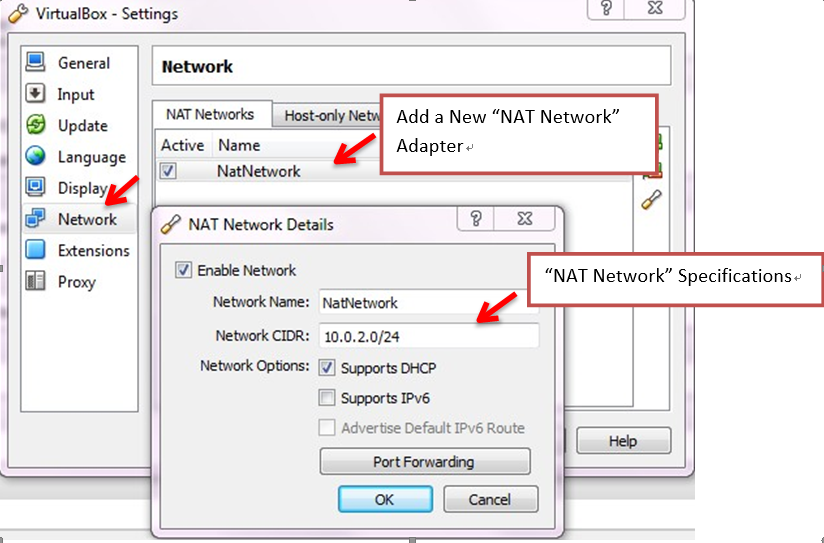 VirtualBox - Settings
General
Input
Update
Language
Display
Network
Extensions
Proxy
Network
NAT Networks
Host-only Netw
Active Name
NatNetwork
Add a New “NAT Network”
Adapter
NAT Network Details
Enable Network
Network Name: NatNetwork
Network CIDR: 10.0.2.0/24
Network Options: Supports DHCP
Supports IPv6
Advertise Default IPv6 Route
Port Forwarding
OK Cancel
“NAT Network” Specifications
Help